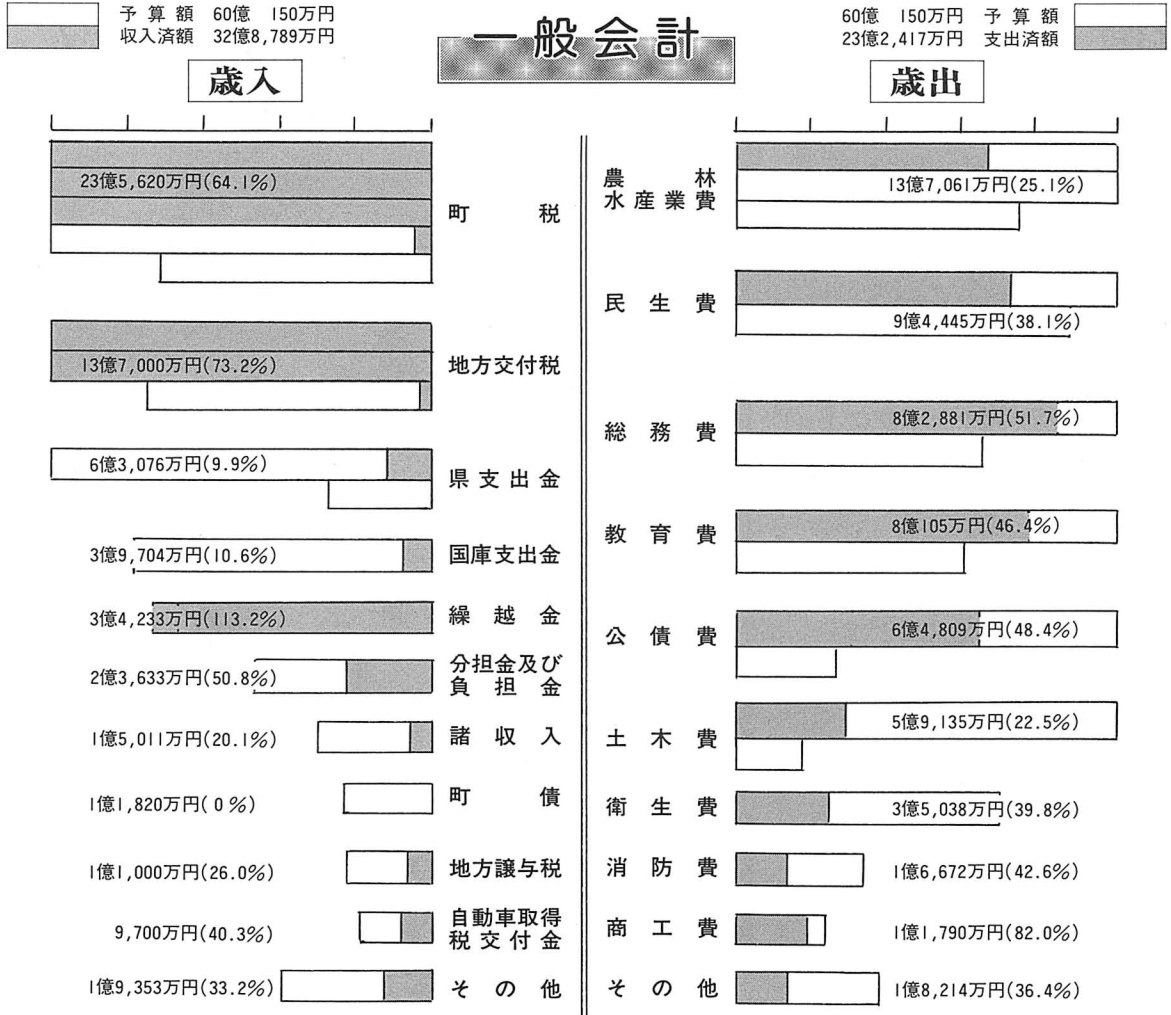 一般会計
予算額 60億 150万円
収入済額 32億8,789万円
歳入
23億5,620万円(64.1%) 町税
13億7,000万円(73.2%) 地方交付税
6億3,076万円(9.9%) 県支出金
3億9,704万円(10.6%) 国庫支出金
3億4,233万円(113.2%) 繰越金
2億3,633万円(50.8%) 分担金及び
負担金
1億5,011万円(20.1%) 諸収入
1億1,820万円(0%) 町債
1億1,000万円(26.0%) 地方譲与税
9,700万円(40.3%) 自動車取得
税交付金
1億9,353万円(33.2%) その他
60億 150万円 予算額
23億2,417万円 支出済額
歳出
農林
水産業費 13億7,061万円(25.1%)
民生費 9億4,445万円(38.1%)
総務費 8億2,881万円(51.7%)
教育費 8億105万円(46.4%)
公債費 6億4,809万円(48.4%)
土木費 5億9,135万円(22.5%)
衛生費 3億5,038万円(39.8%)
消防費 1億6,672万円(42.6%)
商工費 1億1,790万円(82.0%)
その他 1億8,214万円(36.4%)